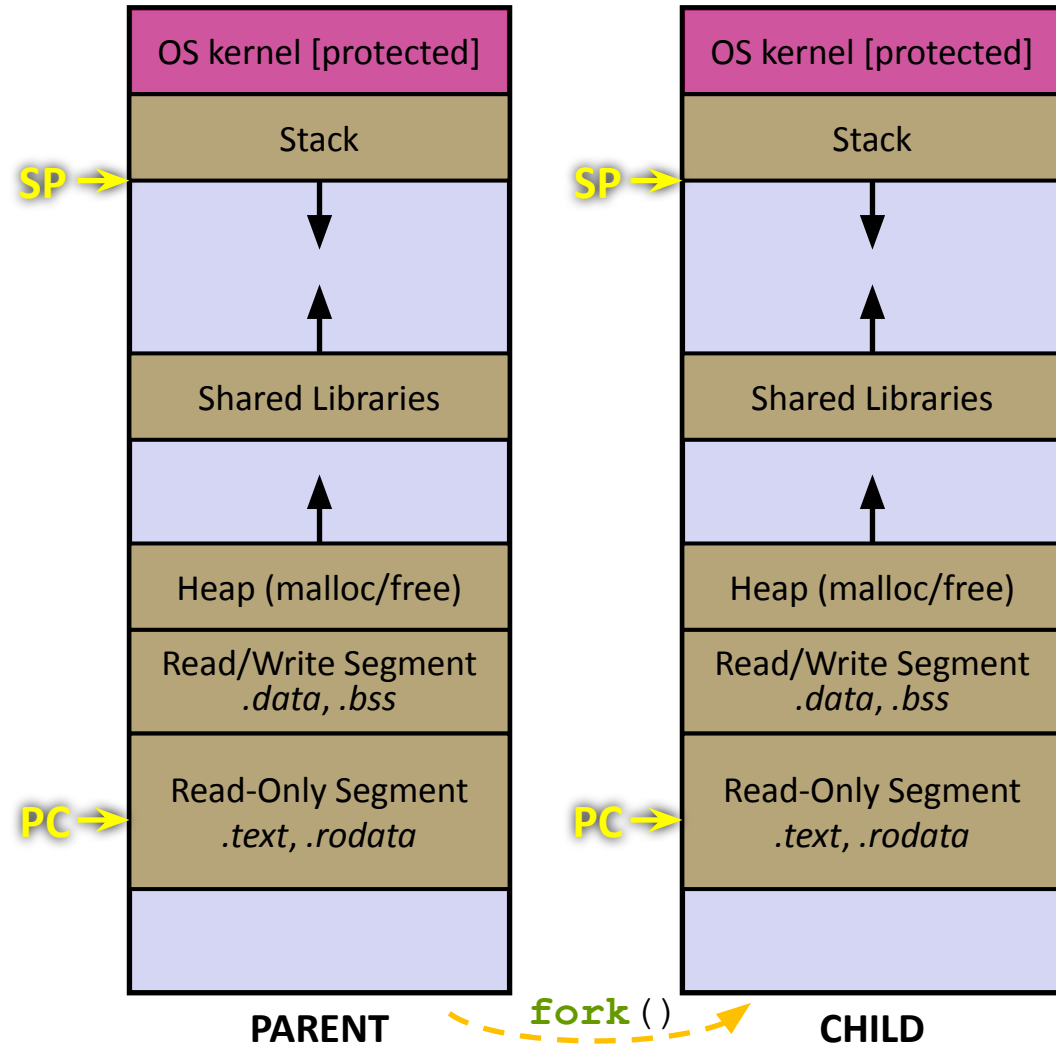 OS kernel [protected]
Stack
SP
Shared Libraries
Heap (malloc/free)
Read/Write Segment
.data, .bss
Read-Only Segment
.text, .rodata
PC
PARENT
fork()
OS kernel [protected]
Stack
SP
Shared Libraries
Heap (malloc/free)
Read/Write Segment
.data, .bss
Read-Only Segment
.text, .rodata
PC
CHILD